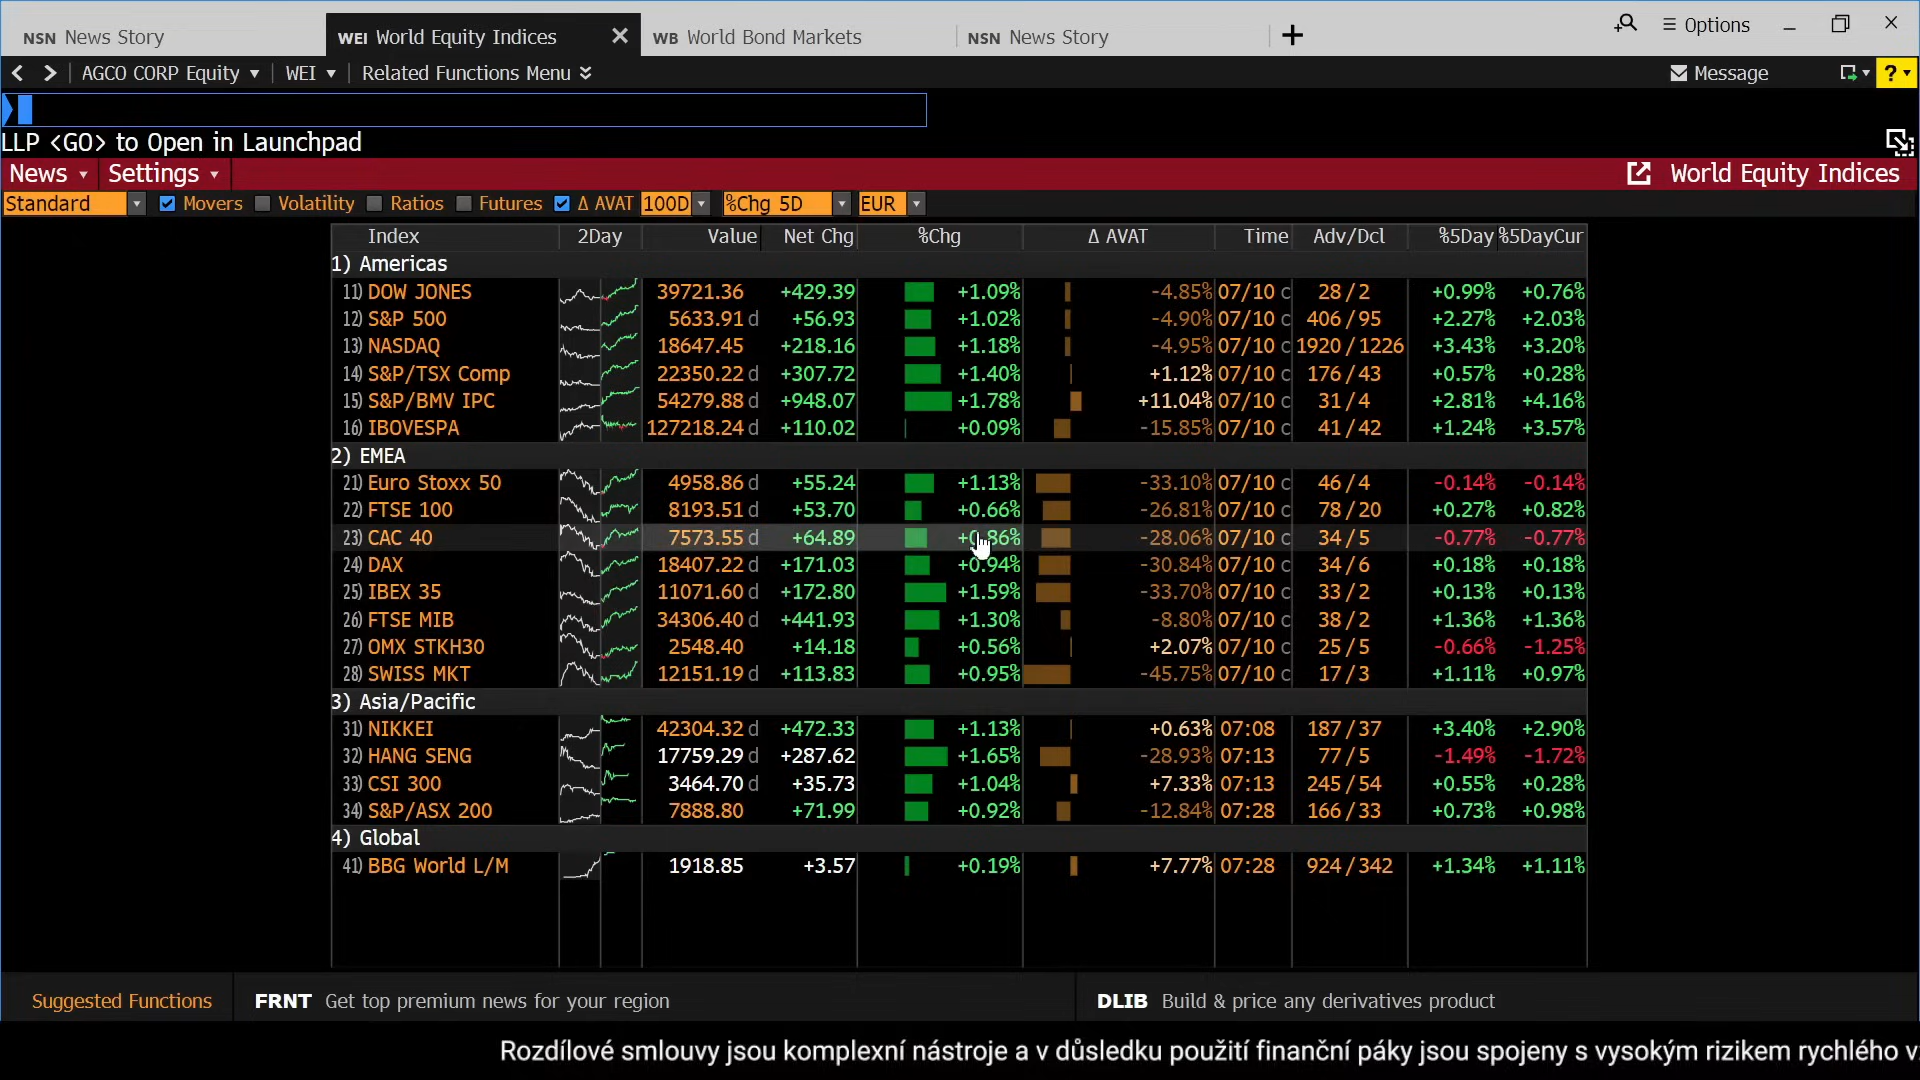 NSN News Story WEI World Equity Indices WB World Bond Markets NSN News Story Options
AGCO CORP Equity WEI Related Functions Menu Message ?
LLP <GO> to Open in Launchpad
News Settings World Equity Indices
Standard Movers Volatility Ratios Futures Δ AVAT 100D %Chg 5D EUR
Index 2Day Value Net Chg %Chg Δ AVAT Time Adv/Dcl %5Day %5DayCur
1) Americas
11) DOW JONES 39721.36 +429.39 +1.09% -4.85% 07/10 c 28 / 2 +0.99% +0.76%
12) S&P 500 5633.91 d +56.93 +1.02% -4.90% 07/10 c 406 / 95 +2.27% +2.03%
13) NASDAQ 18647.45 +218.16 +1.18% -4.95% 07/10 c 1920 / 1226 +3.43% +3.20%
14) S&P/TSX Comp 22350.22 d +307.72 +1.40% +1.12% 07/10 c 176 / 43 +0.57% +0.28%
15) S&P/BMV IPC 54279.88 d +948.07 +1.78% +11.04% 07/10 c 31 / 4 +2.81% +4.16%
16) IBOVESPA 127218.24 d +110.02 +0.09% -15.85% 07/10 c 41 / 42 +1.24% +3.57%
2) EMEA
21) Euro Stoxx 50 4958.86 d +55.24 +1.13% -33.10% 07/10 c 46 / 4 -0.14% -0.14%
22) FTSE 100 8193.51 d +53.70 +0.66% -26.81% 07/10 c 78 / 20 +0.27% +0.82%
23) CAC 40 7573.55 d +64.89 +0.86% -28.06% 07/10 c 34 / 5 -0.77% -0.77%
24) DAX 18407.22 d +171.03 +0.94% -30.84% 07/10 c 34 / 6 +0.18% +0.18%
25) IBEX 35 11071.60 d +172.80 +1.59% -33.70% 07/10 c 33 / 2 +0.13% +0.13%
26) FTSE MIB 34306.40 d +441.93 +1.30% -8.80% 07/10 c 38 / 2 +1.36% +1.36%
27) OMX STKH30 2548.40 +14.18 +0.56% +2.07% 07/10 c 25 / 5 -0.66% -1.25%
28) SWISS MKT 12151.19 d +113.83 +0.95% -45.75% 07/10 c 17 / 3 +1.11% +0.97%
3) Asia/Pacific
31) NIKKEI 42304.32 d +472.33 +1.13% +0.63% 07:08 187 / 37 +3.40% +2.90%
32) HANG SENG 17759.29 d +287.62 +1.65% -28.93% 07:13 77 / 5 -1.49% -1.72%
33) CSI 300 3464.70 d +35.73 +1.04% +7.33% 07:13 245 / 54 +0.55% +0.28%
34) S&P/ASX 200 7888.80 +71.99 +0.92% -12.84% 07:28 166 / 33 +0.73% +0.98%
4) Global
41) BBG World L/M 1918.85 +3.57 +0.19% +7.77% 07:28 924 / 342 +1.34% +1.11%
Suggested Functions FRNT Get top premium news for your region DLIB Build & price any derivatives product
Rozdílové smlouvy jsou komplexní nástroje a v důsledku použití finanční páky jsou spojeny s vysokým rizikem rychlého